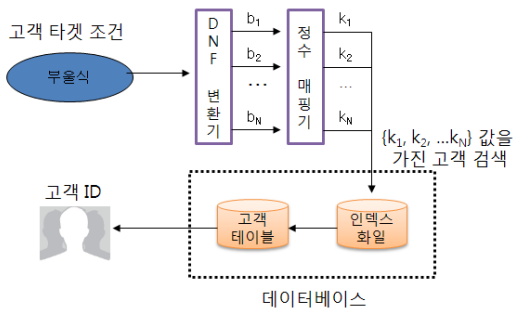 고객 타겟 조건
부울식
DNF 변환기
b1
b2
...
bN
정수 매핑기
k1
k2
...
kN
{k1, k2, ...kN} 값을
가진 고객 검색
고객 ID
고객
테이블
인덱스
화일
데이터베이스